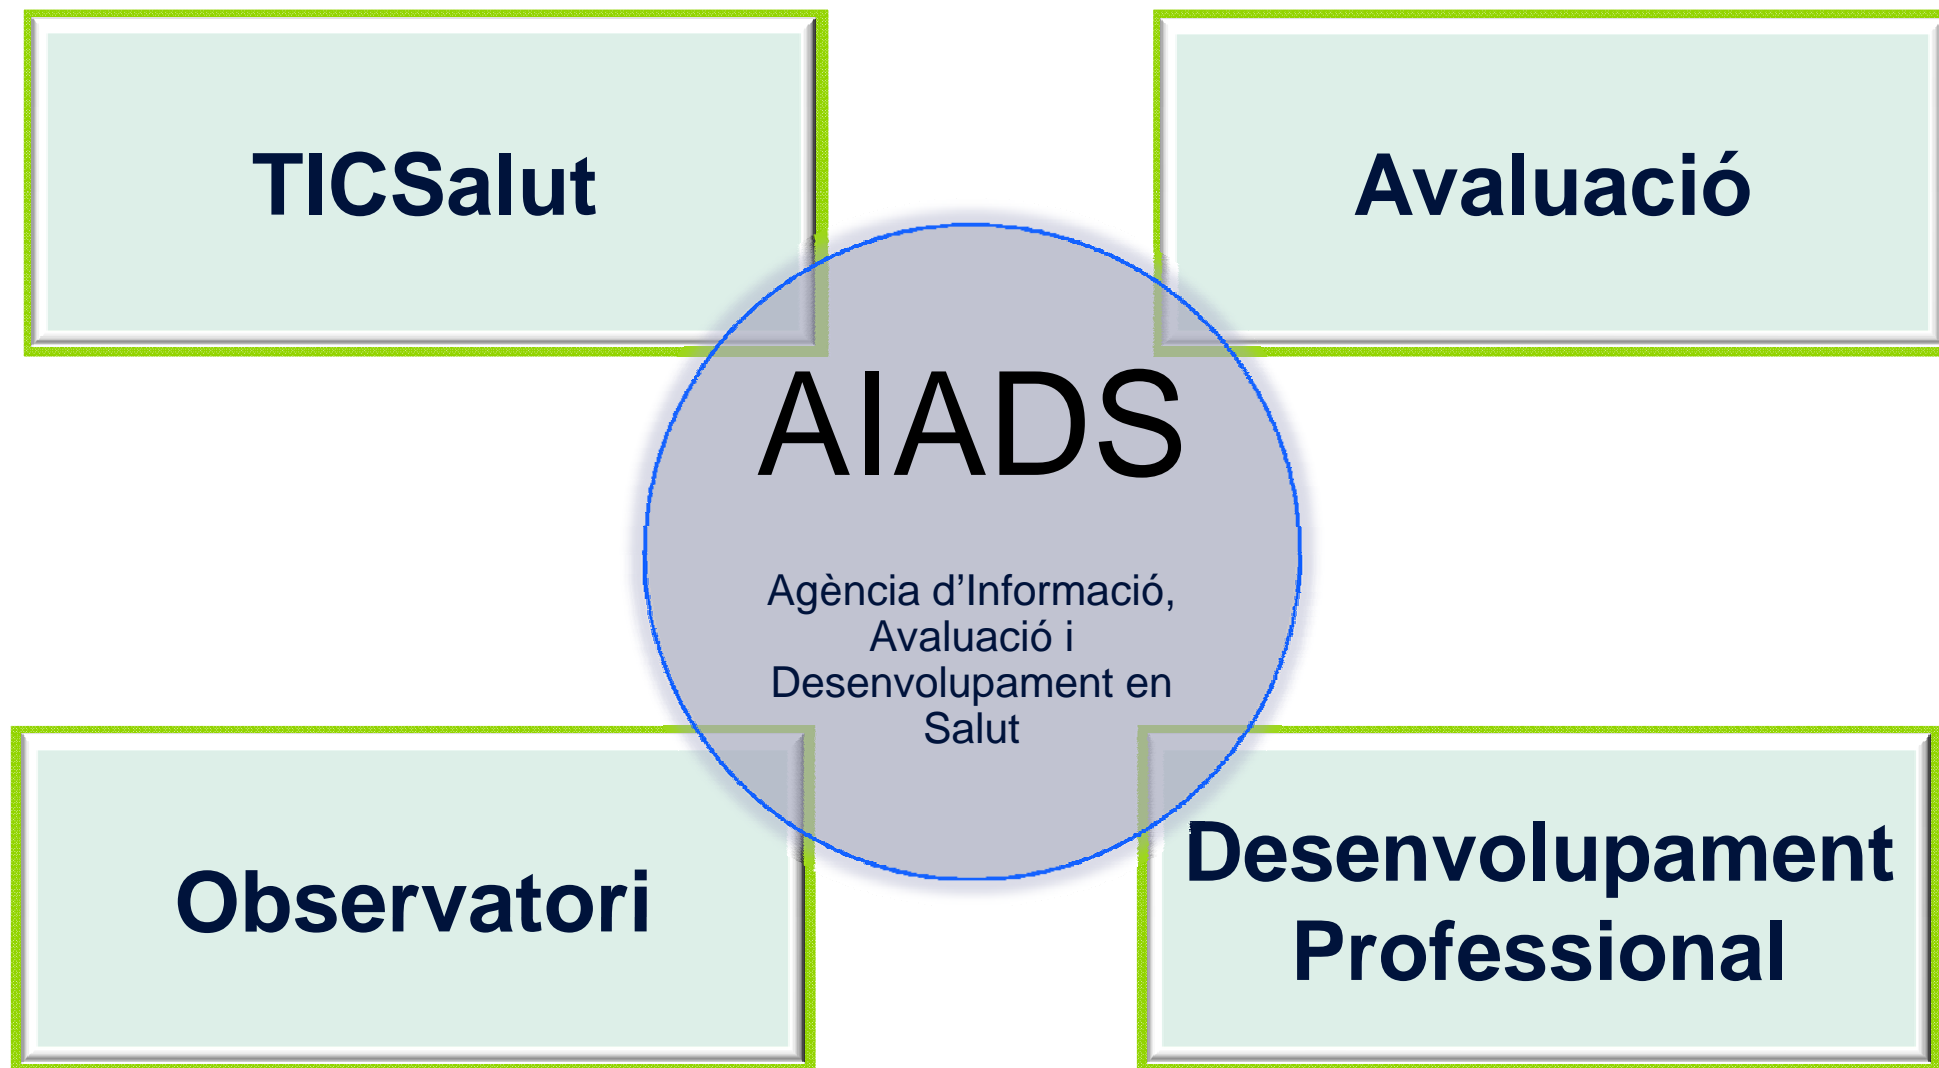 TICSalut
Avaluació
AIADS
Agència d’Informació,
Avaluació i
Desenvolupament en
Salut
Observatori
Desenvolupament
Professional